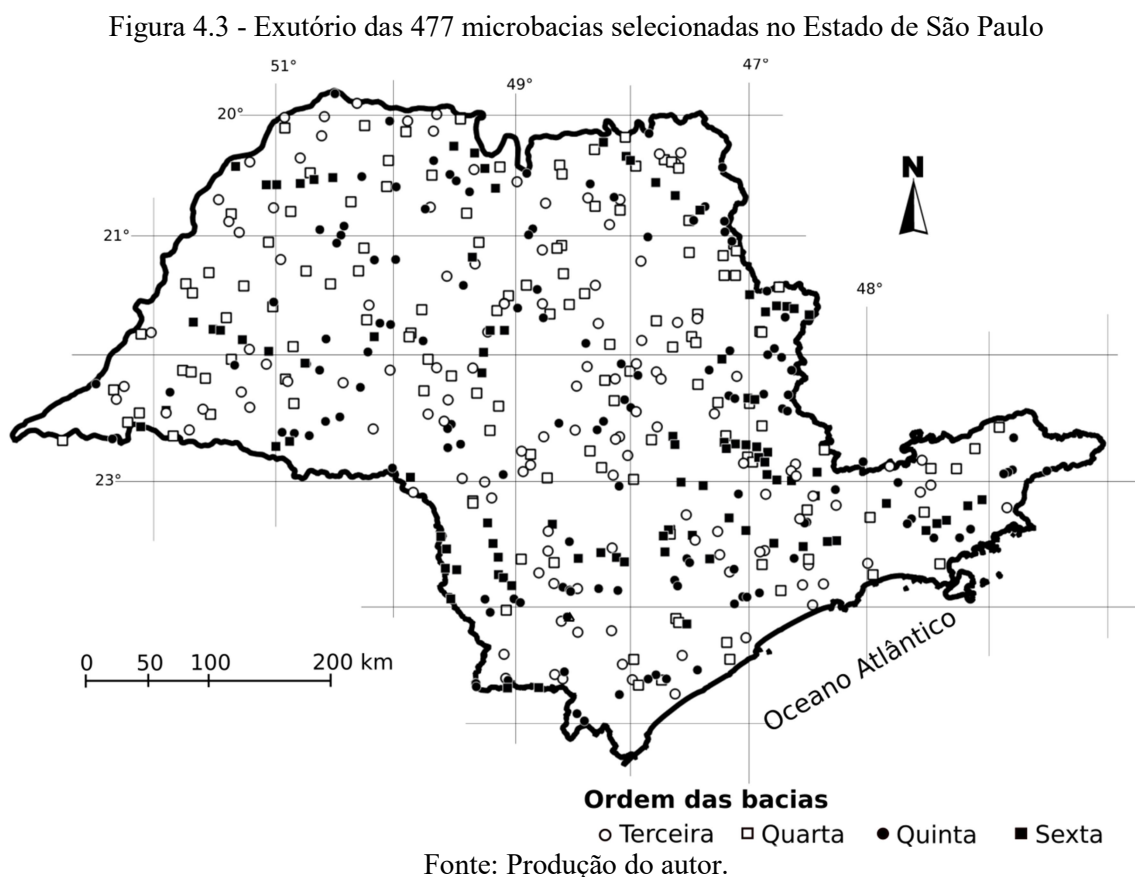 Figura 4.3 - Exutório das 477 microbacias selecionadas no Estado de São Paulo
51°
49°
47°
20°
N
21°
48°
23°
0 50 100 200 km
Oceano Atlântico
Ordem das bacias
Terceira Quarta Quinta Sexta
Fonte: Produção do autor.